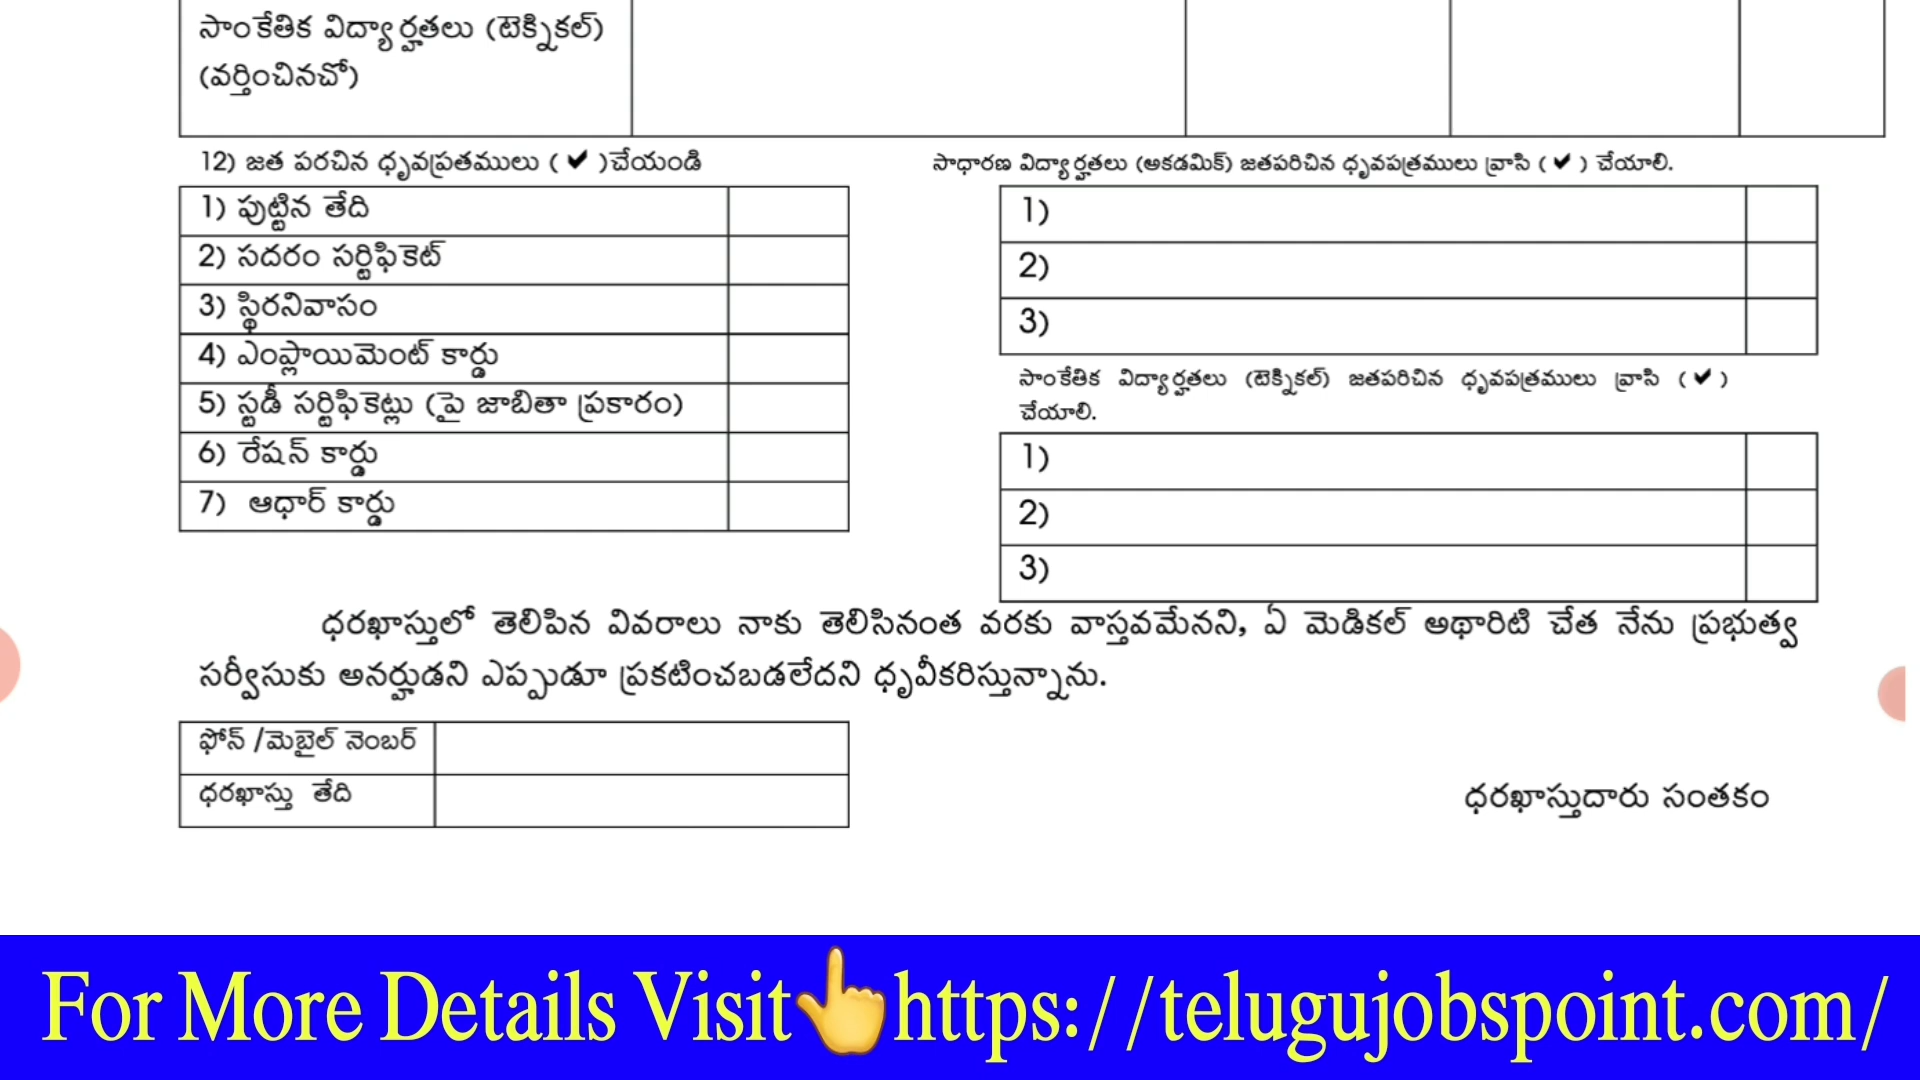 సాంకేతిక విద్యార్హతలు (టెక్నికల్)
(వర్తించినచో)
12) జత పరచిన ధృవప్రతములు ( ✔ )చేయండి
1) పుట్టిన తేది
2) సదరం సర్టిఫికెట్
3) స్థిరనివాసం
4) ఎంప్లాయిమెంట్ కార్డు
5) స్టడీ సర్టిఫికెట్లు (పై జాబితా ప్రకారం)
6) రేషన్ కార్డు
7) ఆధార్ కార్డు
సాధారణ విద్యార్హతలు (అకడమిక్) జతపరిచిన ధృవపత్రములు వ్రాసి ( ✔ ) చేయాలి.
1)
2)
3)
సాంకేతిక విద్యార్హతలు (టెక్నికల్) జతపరిచిన ధృవపత్రములు వ్రాసి ( ✔ )
చేయాలి.
1)
2)
3)
ధరఖాస్తులో తెలిపిన వివరాలు నాకు తెలిసినంత వరకు వాస్తవమేనని, ఏ మెడికల్ అథారిటి చేత నేను ప్రభుత్వ
సర్వీసుకు అనర్హుడని ఎప్పుడూ ప్రకటించబడలేదని ధృవీకరిస్తున్నాను.
ఫోన్ /మొబైల్ నెంబర్
ధరఖాస్తు తేది
ధరఖాస్తుదారు సంతకం
For More Details Visit👆https://telugujobspoint.com/